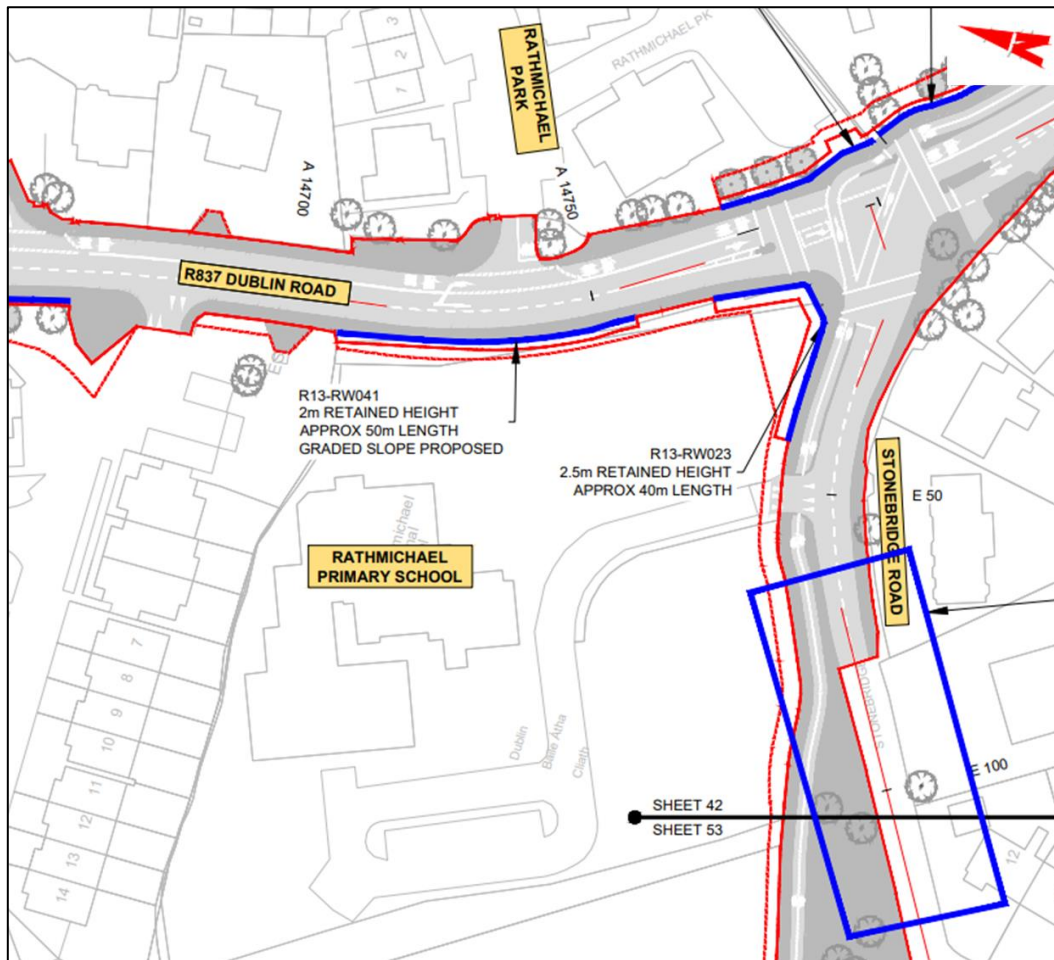 3
2
1
RATHMICHAEL
PARK
RATHMICHAEL PK
N
A 14700
A 14750
R837 DUBLIN ROAD
R13-RW041
2m RETAINED HEIGHT
APPROX 50m LENGTH
GRADED SLOPE PROPOSED
R13-RW023
2.5m RETAINED HEIGHT
APPROX 40m LENGTH
STONEBRIDGE ROAD
E 50
RATHMICHAEL
PRIMARY SCHOOL
7
8
9
10
11
12
13
14
Dublin
Baile Atha
Cliath
E 100
SHEET 42
SHEET 53
12